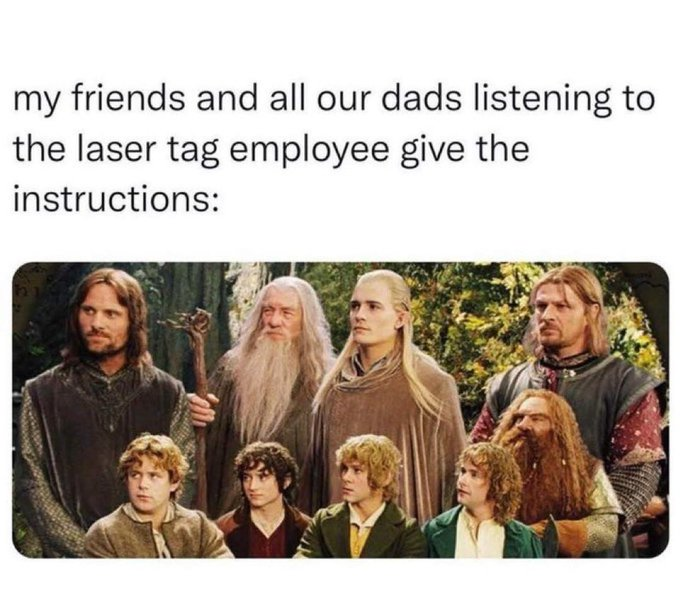 my friends and all our dads listening to
the laser tag employee give the
instructions: